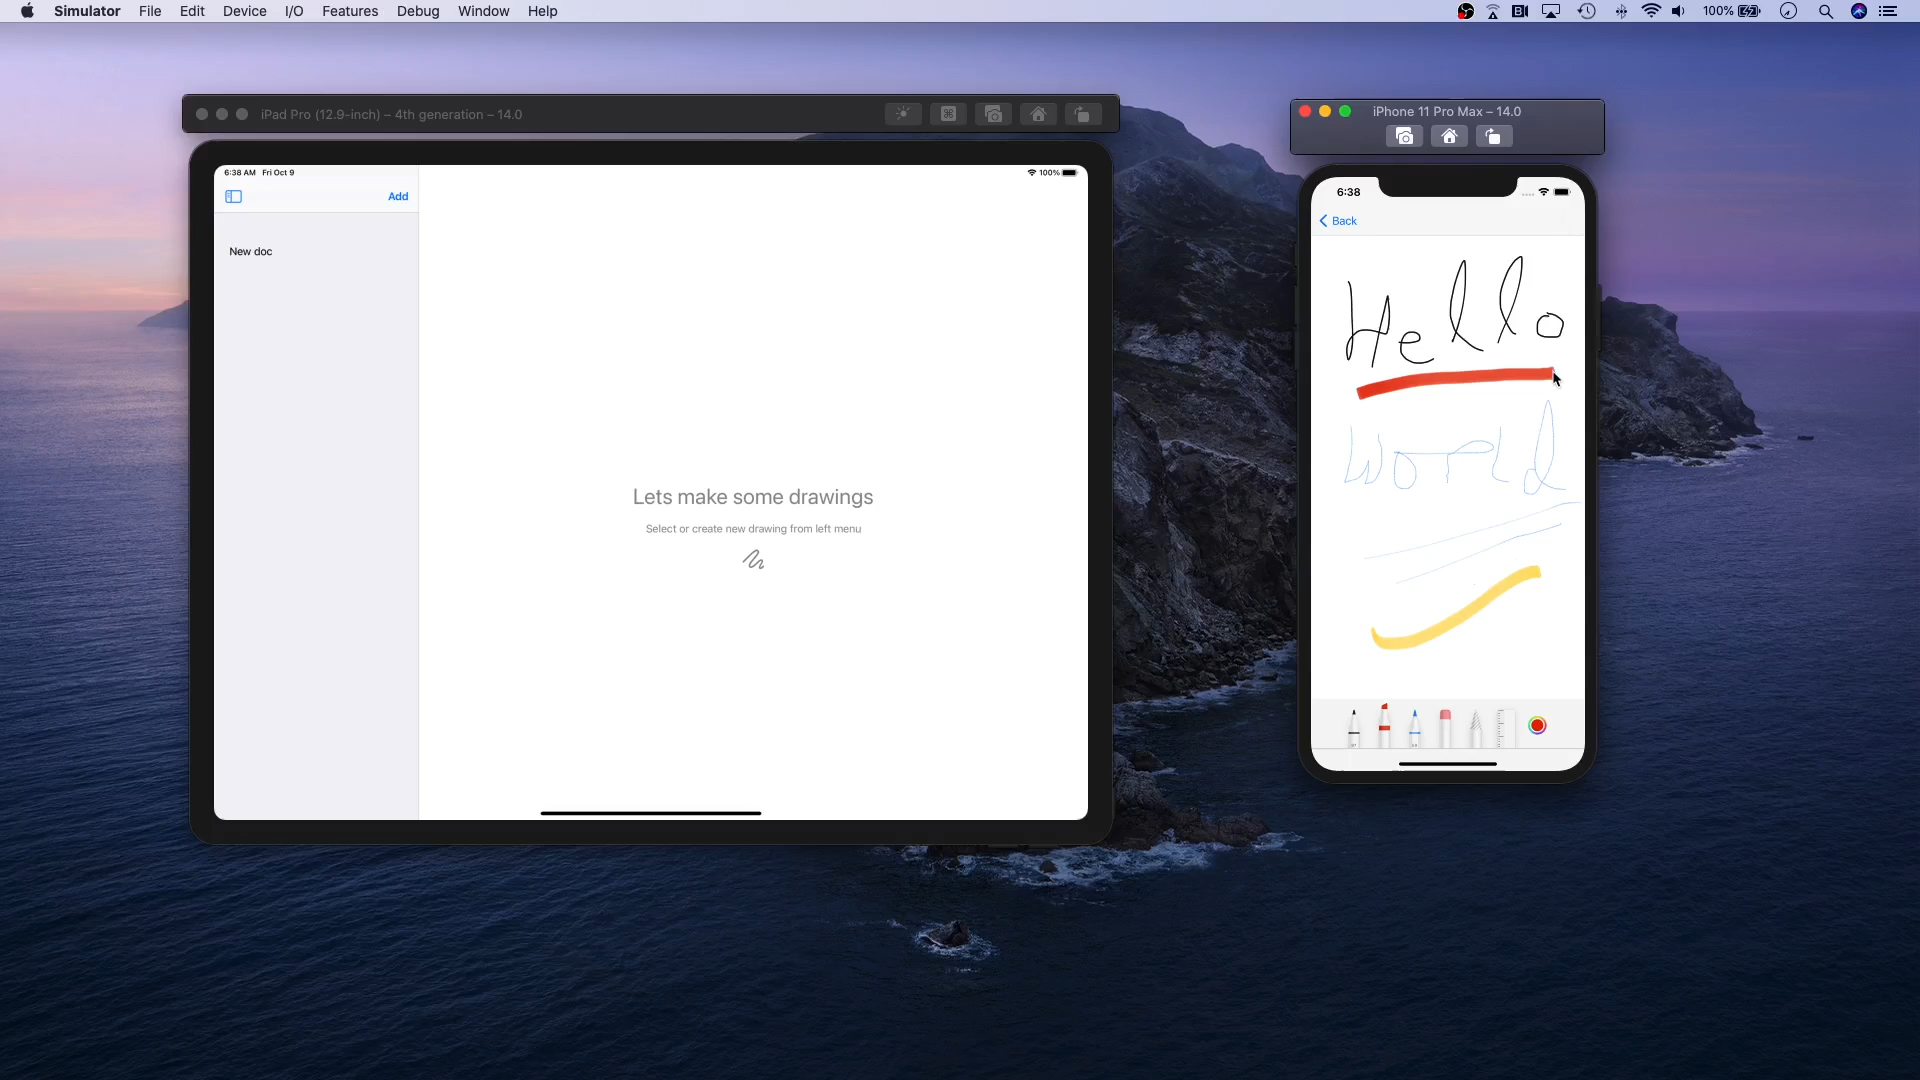 Simulator File Edit Device I/O Features Debug Window Help 100%
iPad Pro (12.9-inch) – 4th generation – 14.0
iPhone 11 Pro Max – 14.0
6:38 AM Fri Oct 9 100%
Add
New doc
Lets make some drawings
Select or create new drawing from left menu
6:38
Back
Hello
World